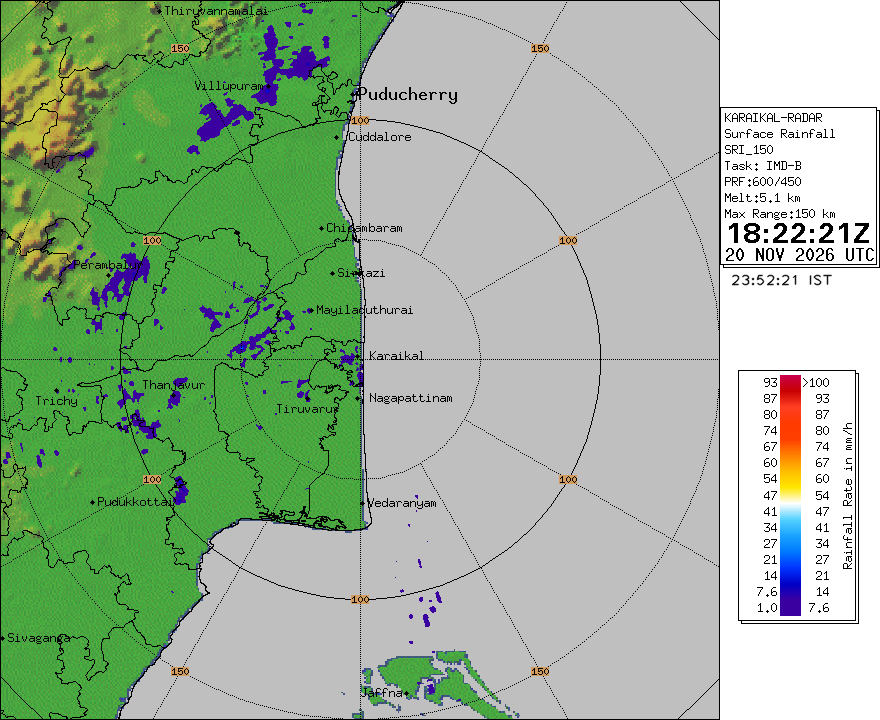 Thiruvannamalai
150
150
Villupuram
Puducherry
100
Cuddalore
KARAIKAL-RADAR
Surface Rainfall
SRI_150
Task: IMD-B
PRF:600/450
Melt:5.1 km
Max Range:150 km
18:22:21Z
20 NOV 2026 UTC
23:52:21 IST
Chidambaram
100
100
Perambalur
Sirkazi
Mayiladuthurai
Karaikal
Thanjavur
Trichy
Nagapattinam
Tiruvarur
93 >100
87 93
80 87
74 80
67 74
60 67
54 60
47 54
41 47
34 41
27 34
21 27
14 21
7.6 14
1.0 7.6
Rainfall Rate in mm/h
100
100
Pudukkottai
Vedaranyam
100
Sivaganga
150
150
Jaffna